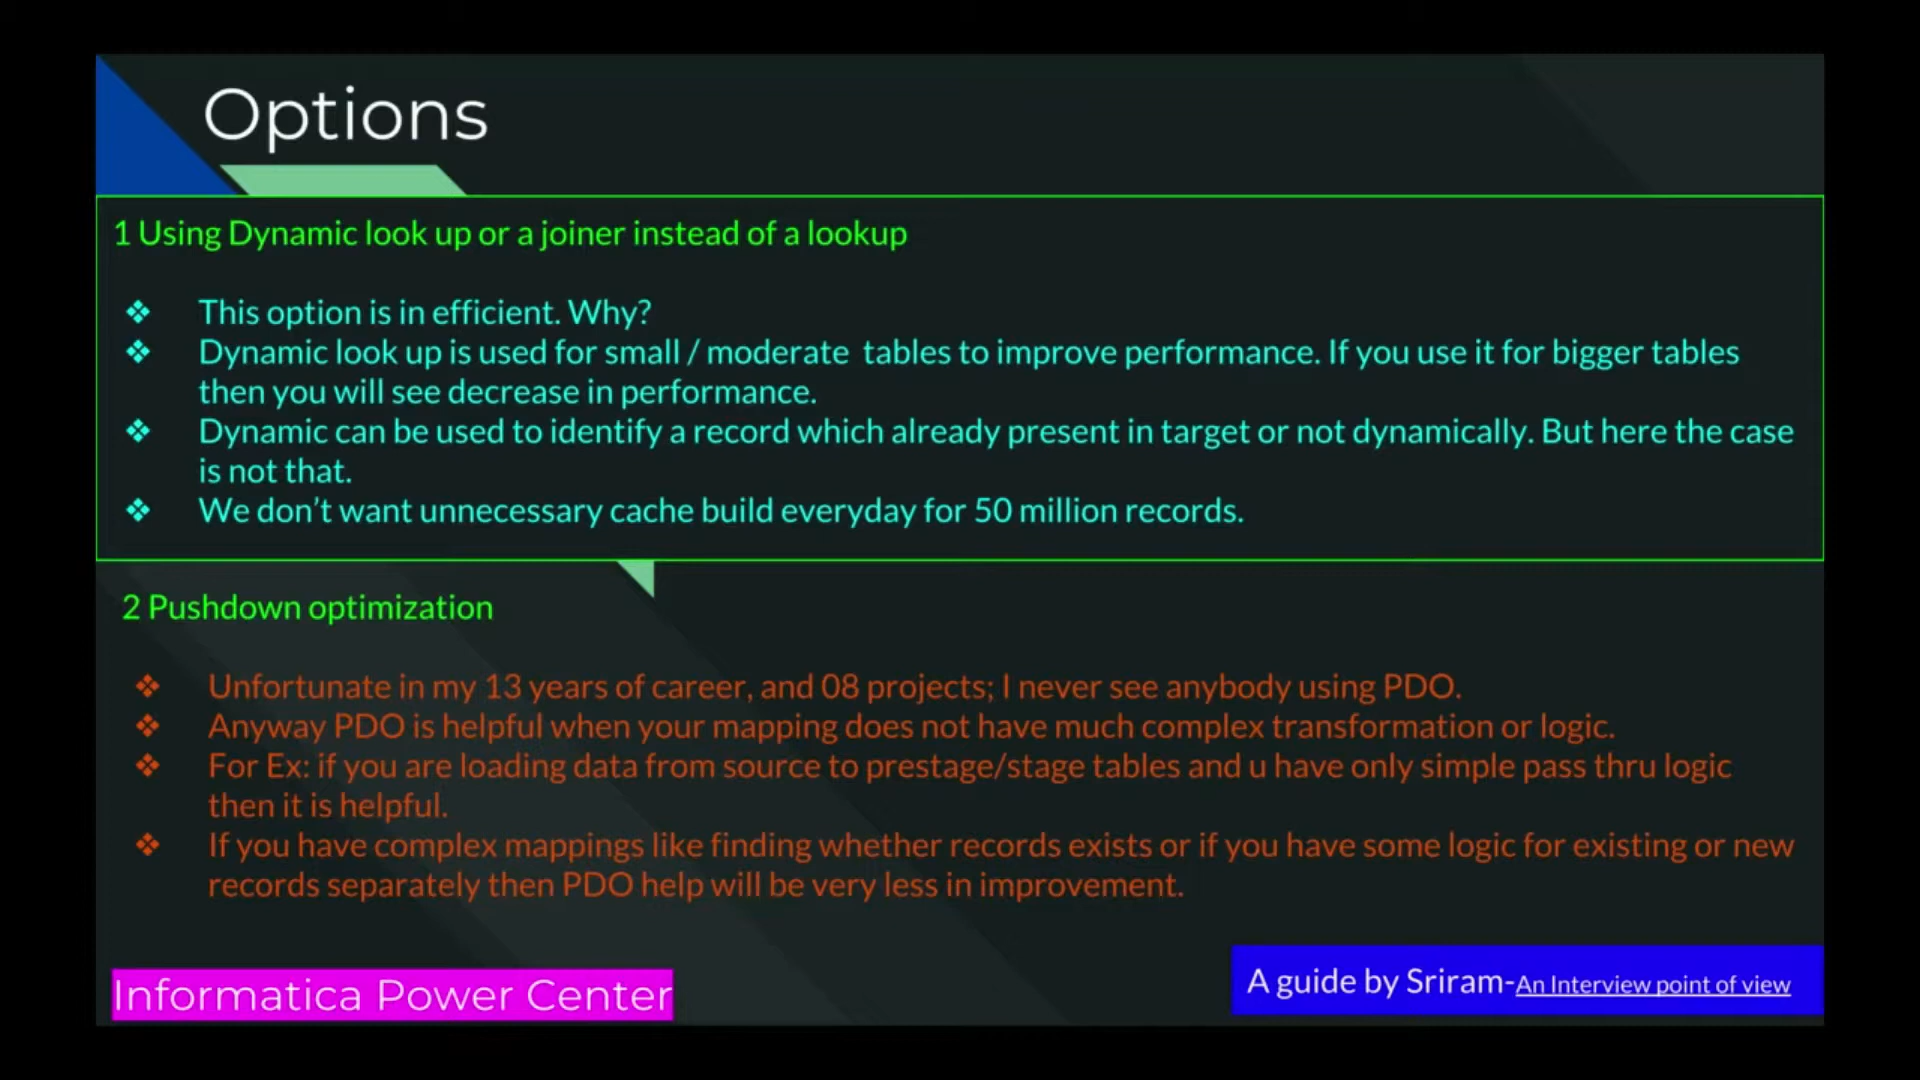 Options
1 Using Dynamic look up or a joiner instead of a lookup
❖ This option is in efficient. Why?
❖ Dynamic look up is used for small / moderate tables to improve performance. If you use it for bigger tables
then you will see decrease in performance.
❖ Dynamic can be used to identify a record which already present in target or not dynamically. But here the case
is not that.
❖ We don't want unnecessary cache build everyday for 50 million records.
2 Pushdown optimization
❖ Unfortunate in my 13 years of career, and 08 projects; I never see anybody using PDO.
❖ Anyway PDO is helpful when your mapping does not have much complex transformation or logic.
❖ For Ex: if you are loading data from source to prestage/stage tables and u have only simple pass thru logic
then it is helpful.
❖ If you have complex mappings like finding whether records exists or if you have some logic for existing or new
records separately then PDO help will be very less in improvement.
Informatica Power Center
A guide by Sriram-An Interview point of view